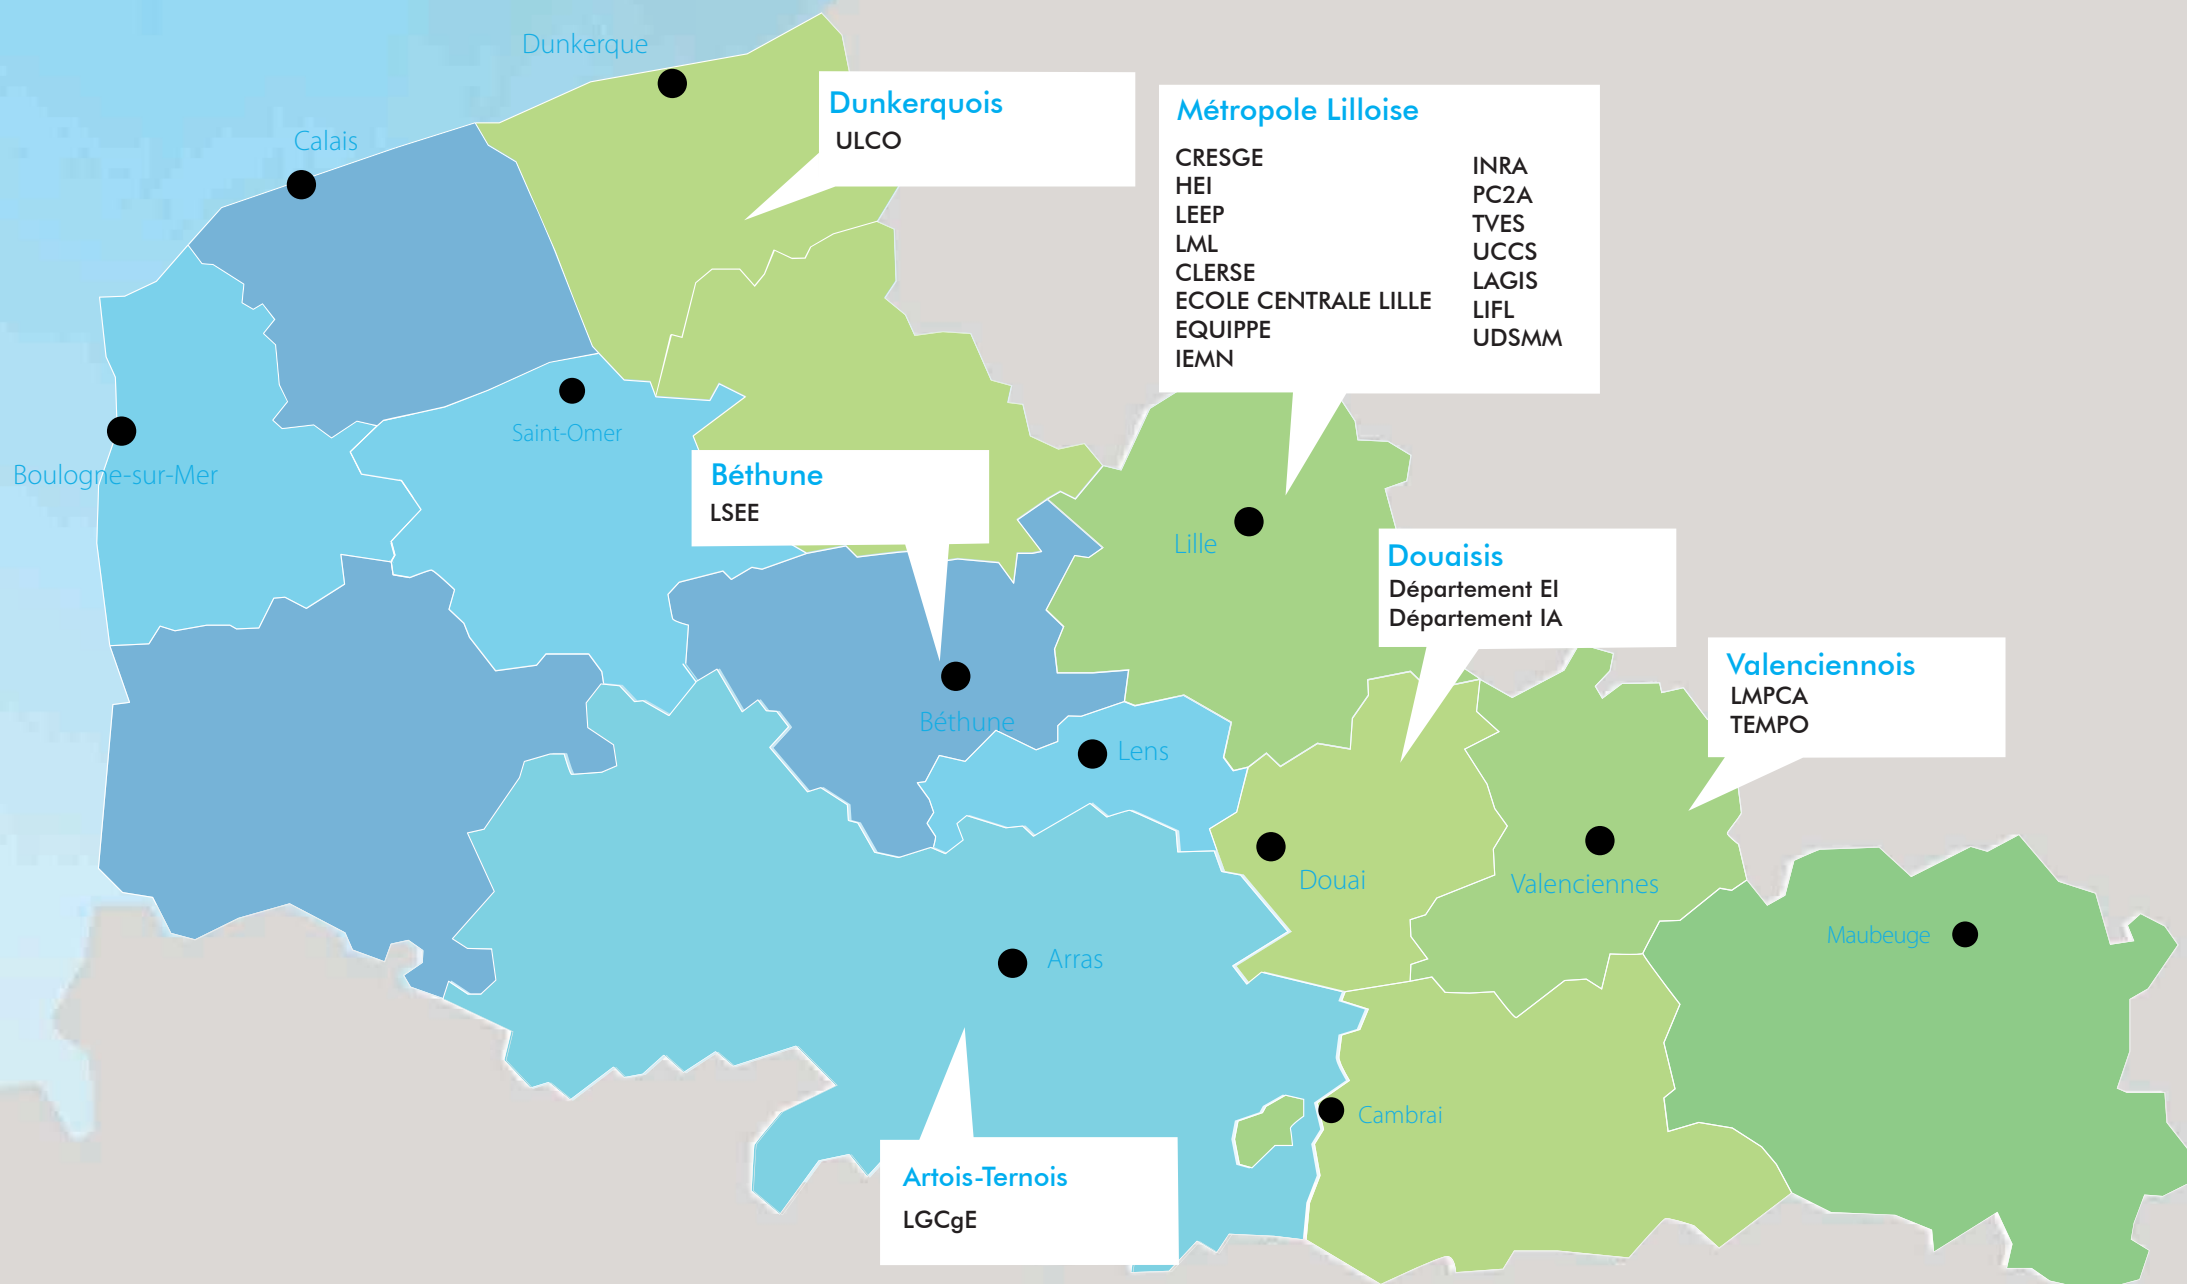 Dunkerque
Calais
Dunkerquois
ULCO
Métropole Lilloise
CRESGE
HEI
LEEP
LML
CLERSE
ECOLE CENTRALE LILLE
EQUIPPE
IEMN
INRA
PC2A
TVES
UCCS
LAGIS
LIFL
UDSMM
Saint-Omer
Boulogne-sur-Mer
Béthune
LSEE
Lille
Douaisis
Département EI
Département IA
Valenciennois
LMPCA
TEMPO
Béthune
Lens
Douai
Valenciennes
Maubeuge
Arras
Cambrai
Artois-Ternois
LGCgE